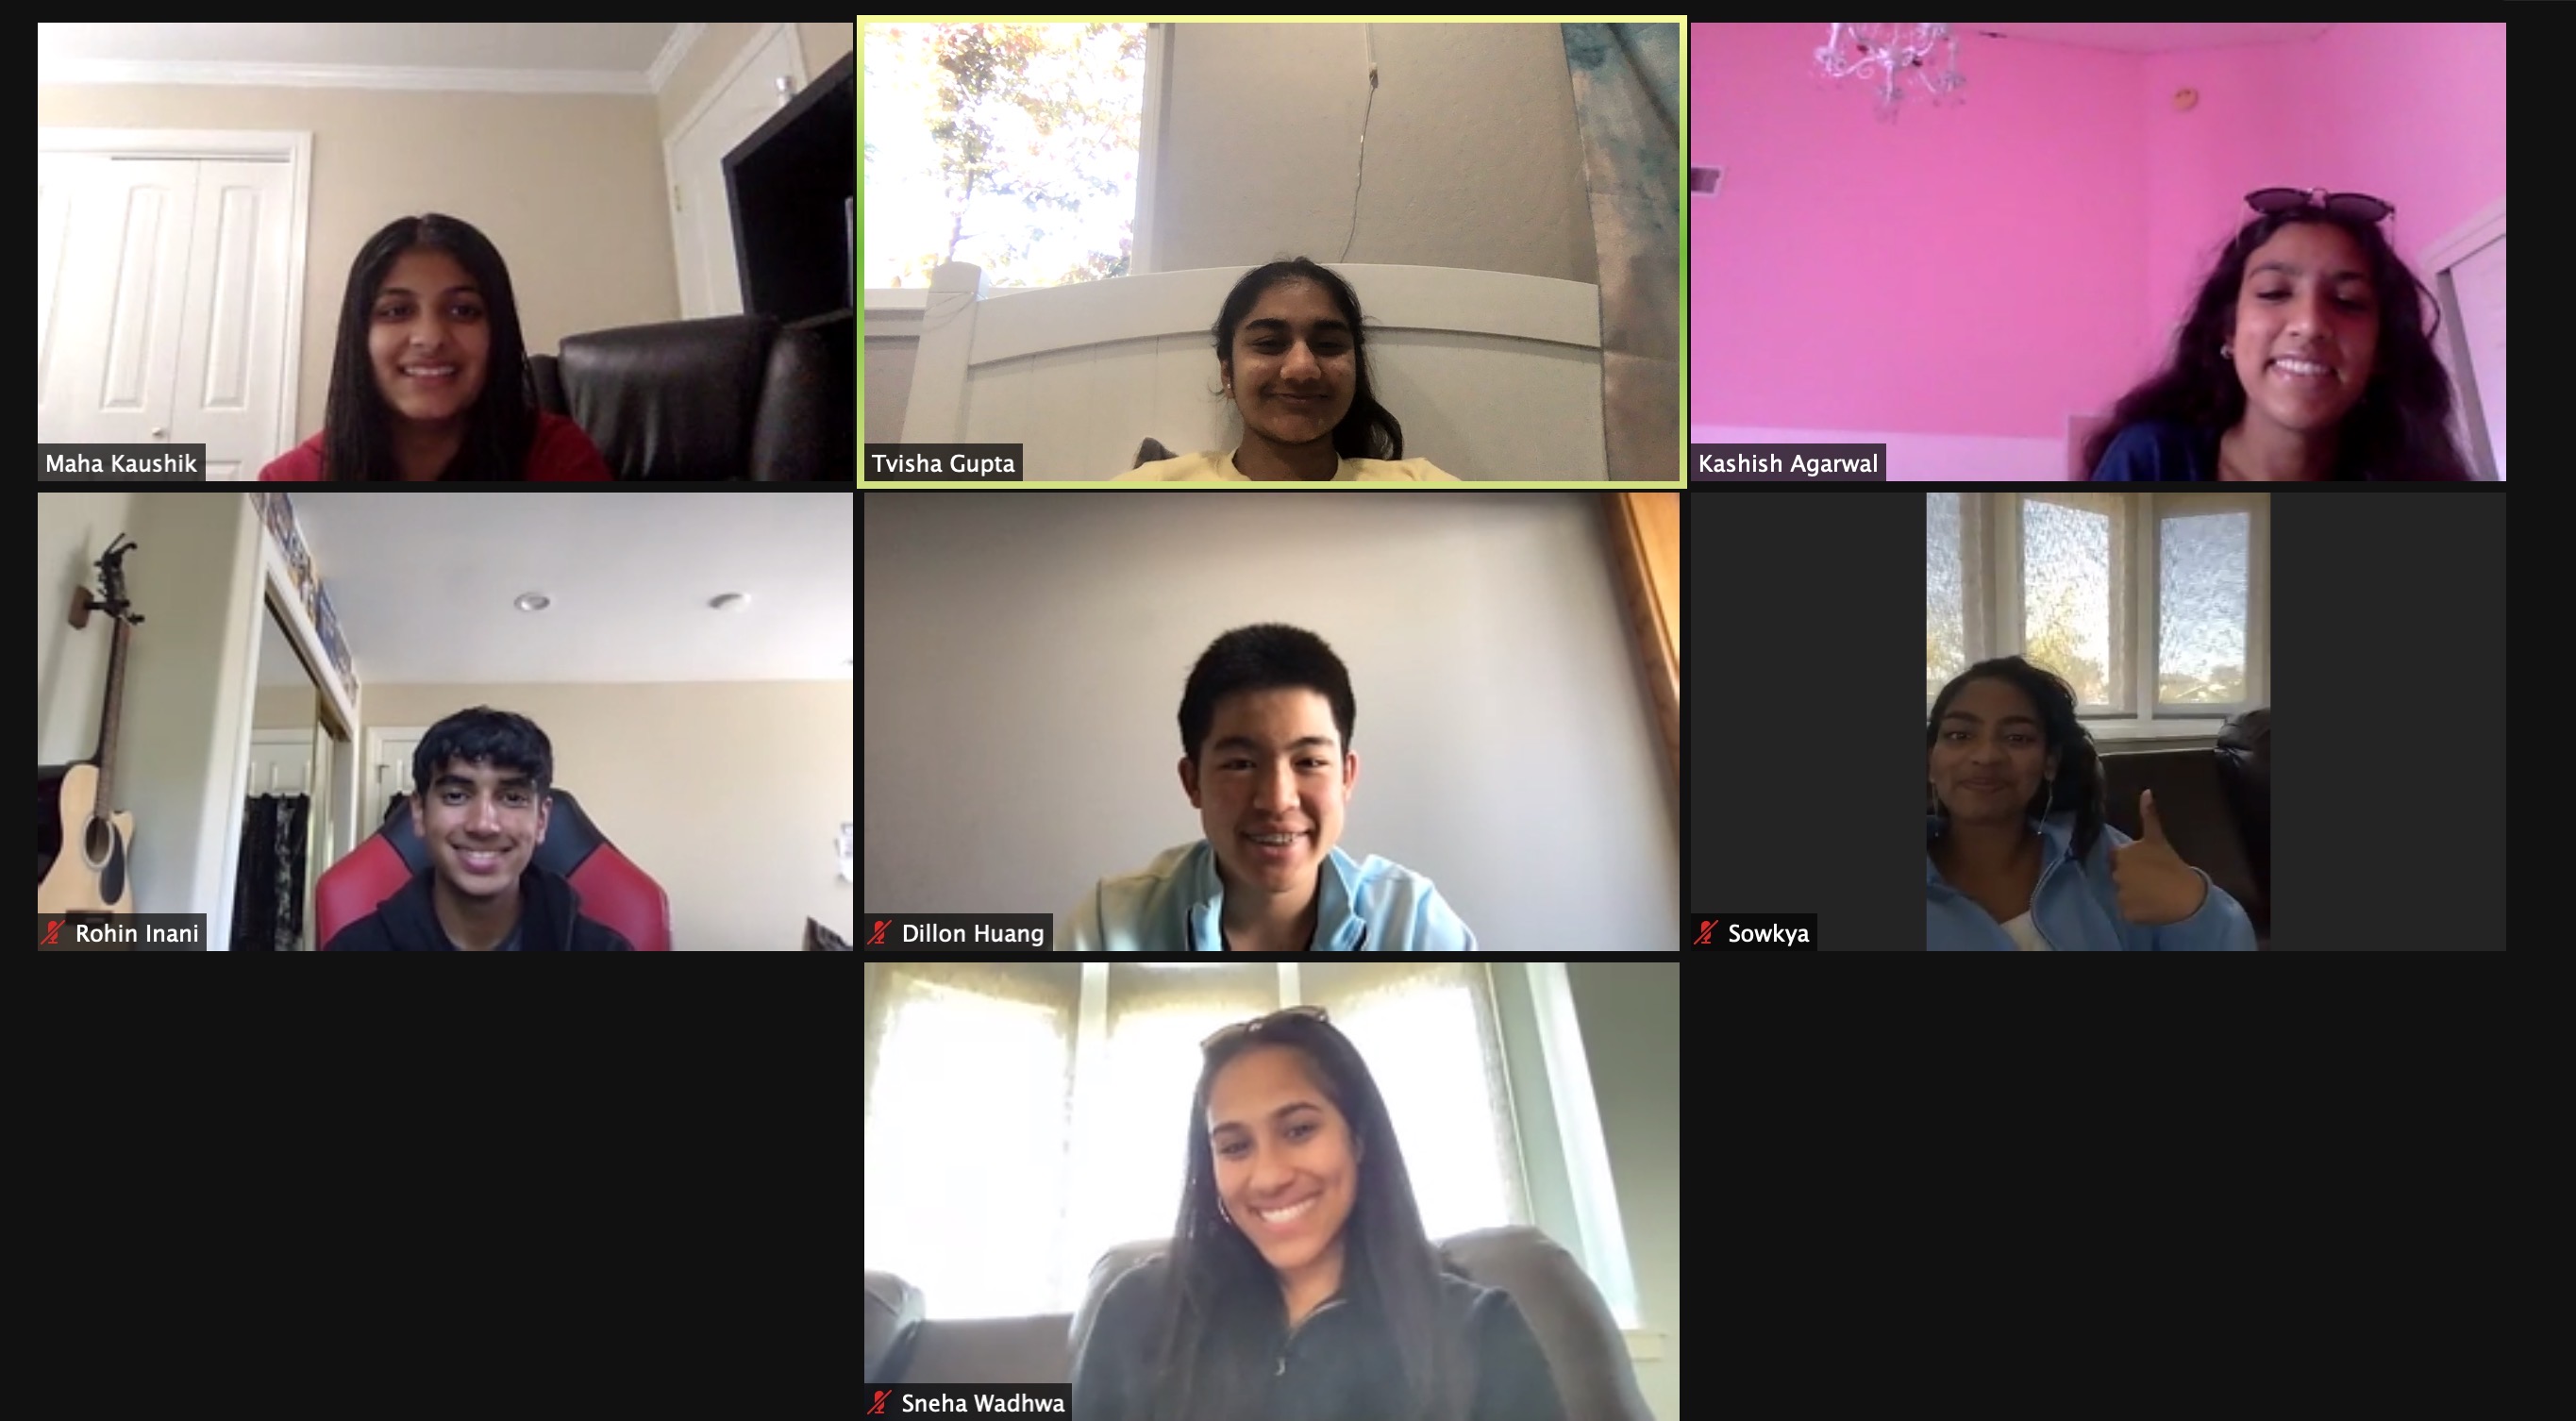 Maha Kaushik
Tvisha Gupta
Kashish Agarwal
Rohin Inani
Dillon Huang
Sowkya
Sneha Wadhwa